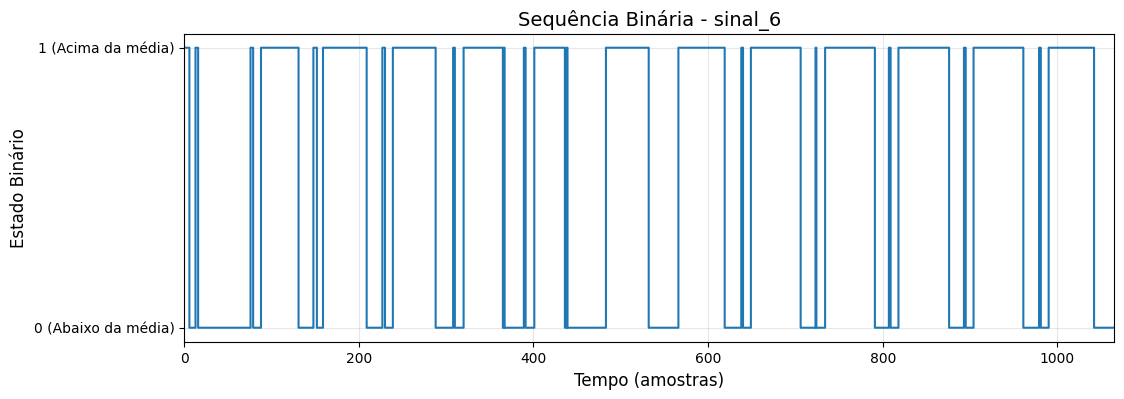 Sequência Binária - sinal_6
1 (Acima da média)
Estado Binário
0 (Abaixo da média)
0 200 400 600 800 1000
Tempo (amostras)